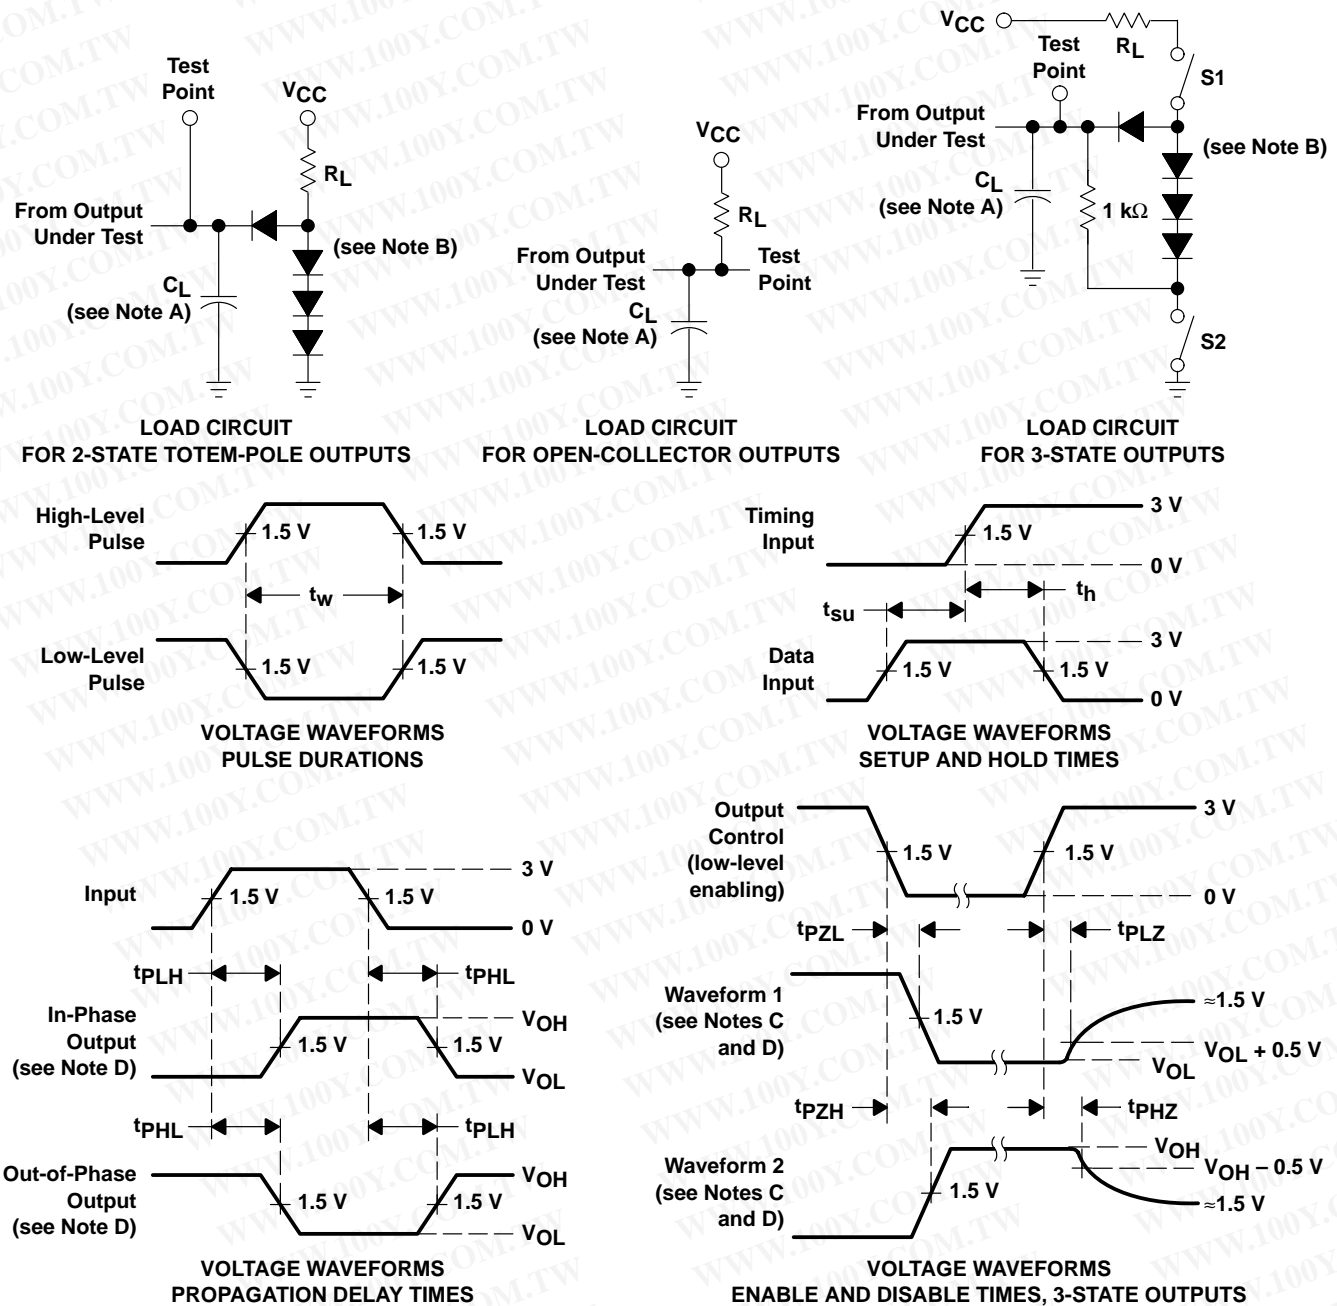 Test
Point
VCC
RL
From Output
Under Test
(see Note B)
CL
(see Note A)
LOAD CIRCUIT
FOR 2-STATE TOTEM-POLE OUTPUTS
VCC
RL
From Output
Under Test
Test
Point
CL
(see Note A)
LOAD CIRCUIT
FOR OPEN-COLLECTOR OUTPUTS
VCC
RL
Test
Point
S1
From Output
Under Test
(see Note B)
CL
(see Note A)
1 kΩ
S2
LOAD CIRCUIT
FOR 3-STATE OUTPUTS
High-Level
Pulse
1.5 V
1.5 V
tw
Low-Level
Pulse
1.5 V
1.5 V
VOLTAGE WAVEFORMS
PULSE DURATIONS
Timing
Input
1.5 V
3 V
0 V
th
tsu
Data
Input
1.5 V
1.5 V
3 V
0 V
VOLTAGE WAVEFORMS
SETUP AND HOLD TIMES
Input
1.5 V
1.5 V
3 V
0 V
tPLH
tPHL
In-Phase
Output
(see Note D)
1.5 V
1.5 V
VOH
VOL
tPHL
tPLH
Out-of-Phase
Output
(see Note D)
1.5 V
1.5 V
VOH
VOL
VOLTAGE WAVEFORMS
PROPAGATION DELAY TIMES
Output
Control
(low-level
enabling)
1.5 V
1.5 V
3 V
0 V
tPZL
tPLZ
Waveform 1
(see Notes C
and D)
1.5 V
≈1.5 V
VOL + 0.5 V
VOL
tPZH
tPHZ
Waveform 2
(see Notes C
and D)
1.5 V
VOH
VOH − 0.5 V
≈1.5 V
VOLTAGE WAVEFORMS
ENABLE AND DISABLE TIMES, 3-STATE OUTPUTS
WWW.100Y.COM.TW